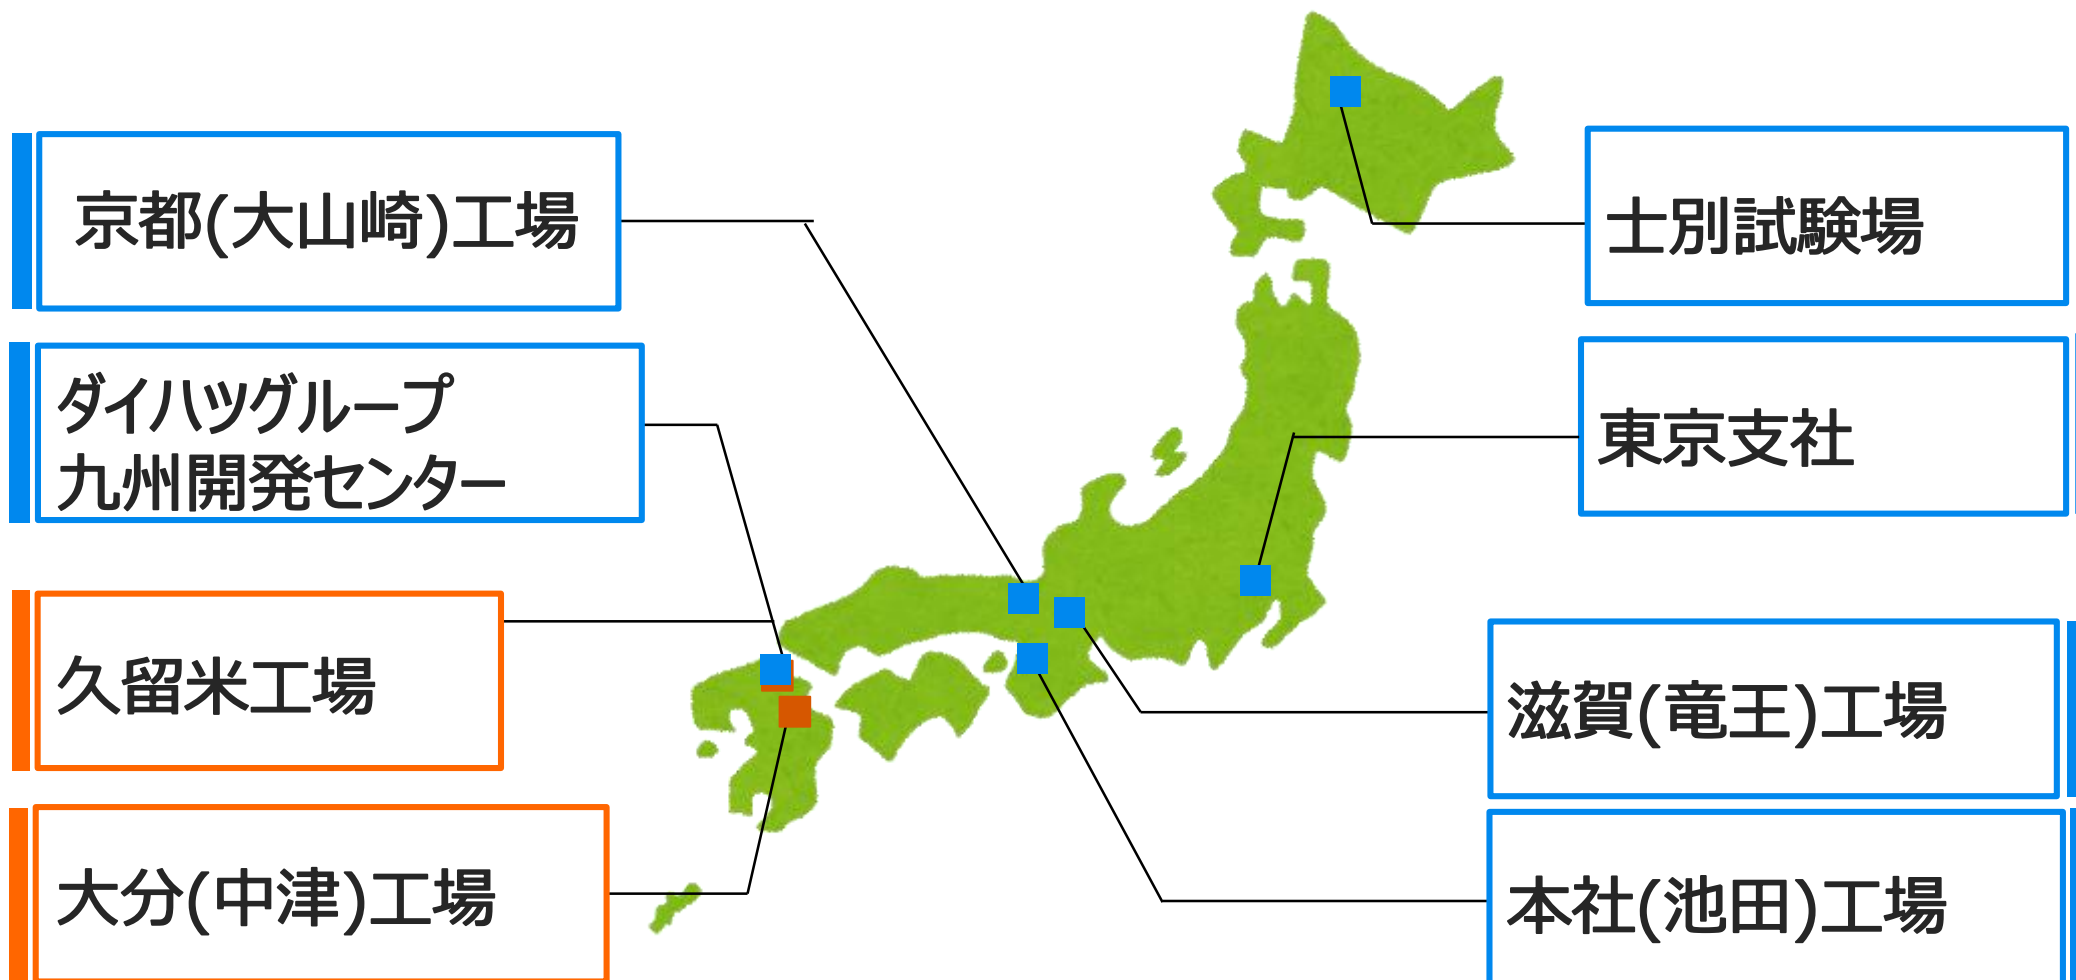 京都(大山崎)工場
ダイハツグループ
九州開発センター
久留米工場
大分(中津)工場
士別試験場
東京支社
滋賀(竜王)工場
本社(池田)工場